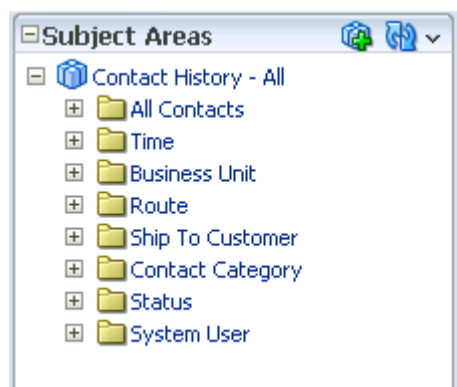 Subject Areas
Contact History - All
All Contacts
Time
Business Unit
Route
Ship To Customer
Contact Category
Status
System User